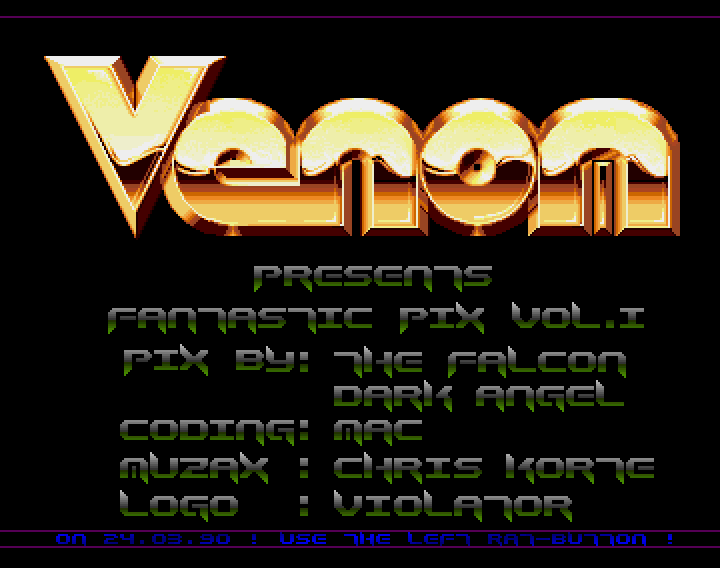 Venom
PRESENTS
FANTASTIC PIX VOL.I
PIX BY: THE FALCON
DARK ANGEL
CODING: MAC
MUZAX : CHRIS KORTE
LOGO : VIOLATOR
ON 24.03.90 ! USE THE LEFT RAT-BUTTON !